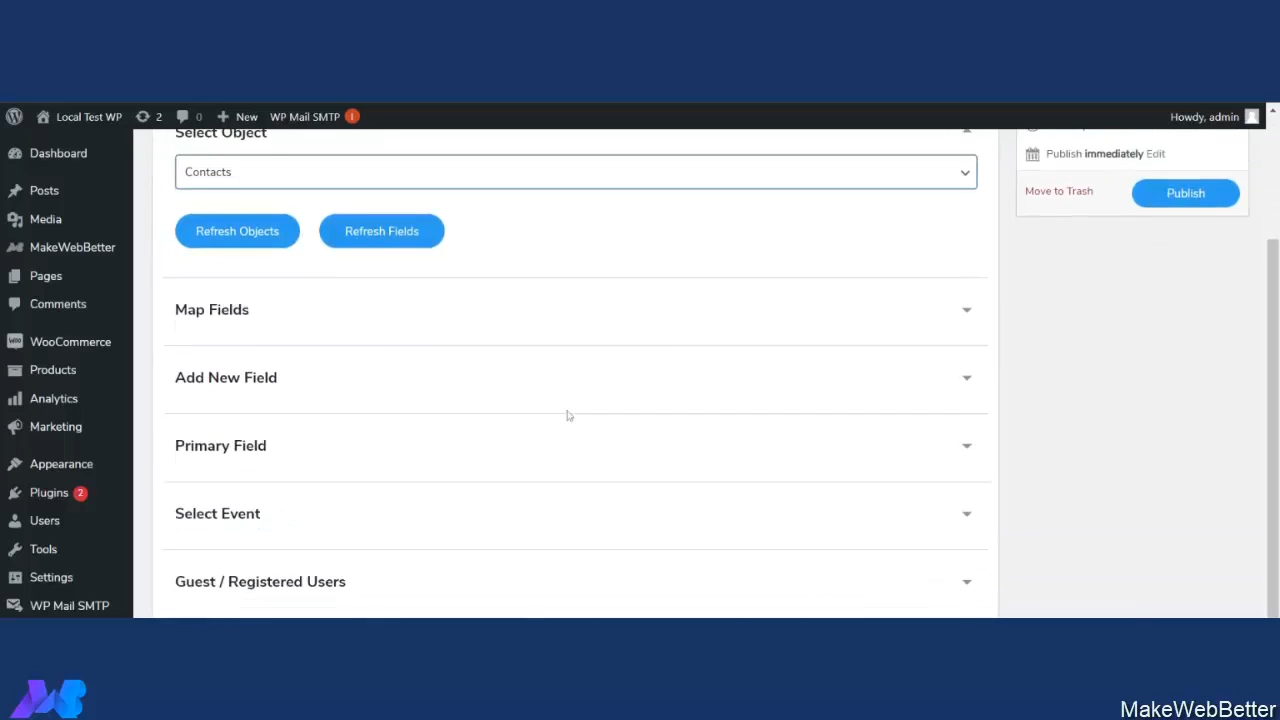 Local Test WP
2
0
New
WP Mail SMTP
!
Howdy, admin
Dashboard
Posts
Media
MakeWebBetter
Pages
Comments
WooCommerce
Products
Analytics
Marketing
Appearance
Plugins 2
Users
Tools
Settings
WP Mail SMTP
Select Object
Contacts
Refresh Objects
Refresh Fields
Map Fields
Add New Field
Primary Field
Select Event
Guest / Registered Users
Publish immediately Edit
Move to Trash
Publish
MakeWebBetter